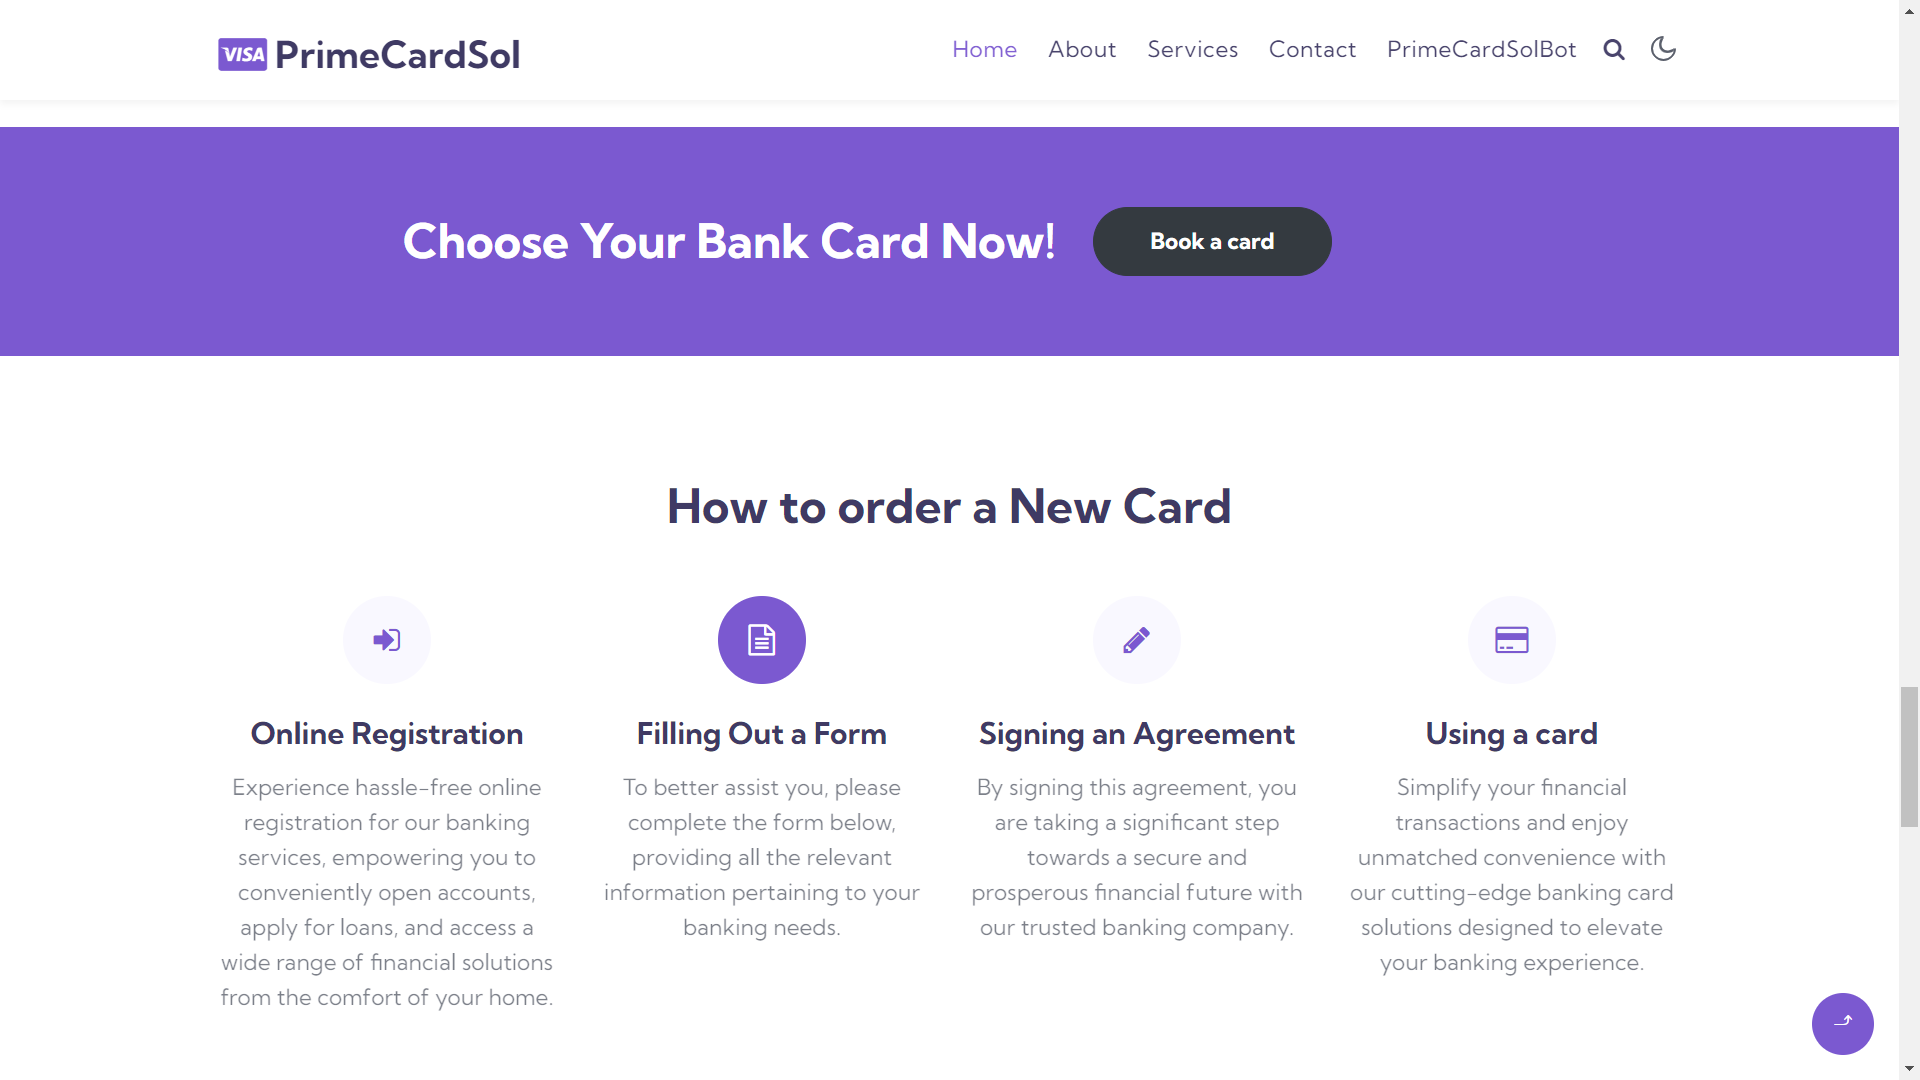 VISA PrimeCardSol
Home About Services Contact PrimeCardSolBot
Choose Your Bank Card Now!
Book a card
How to order a New Card
Online Registration
Experience hassle-free online
registration for our banking
services, empowering you to
conveniently open accounts,
apply for loans, and access a
wide range of financial solutions
from the comfort of your home.
Filling Out a Form
To better assist you, please
complete the form below,
providing all the relevant
information pertaining to your
banking needs.
Signing an Agreement
By signing this agreement, you
are taking a significant step
towards a secure and
prosperous financial future with
our trusted banking company.
Using a card
Simplify your financial
transactions and enjoy
unmatched convenience with
our cutting-edge banking card
solutions designed to elevate
your banking experience.